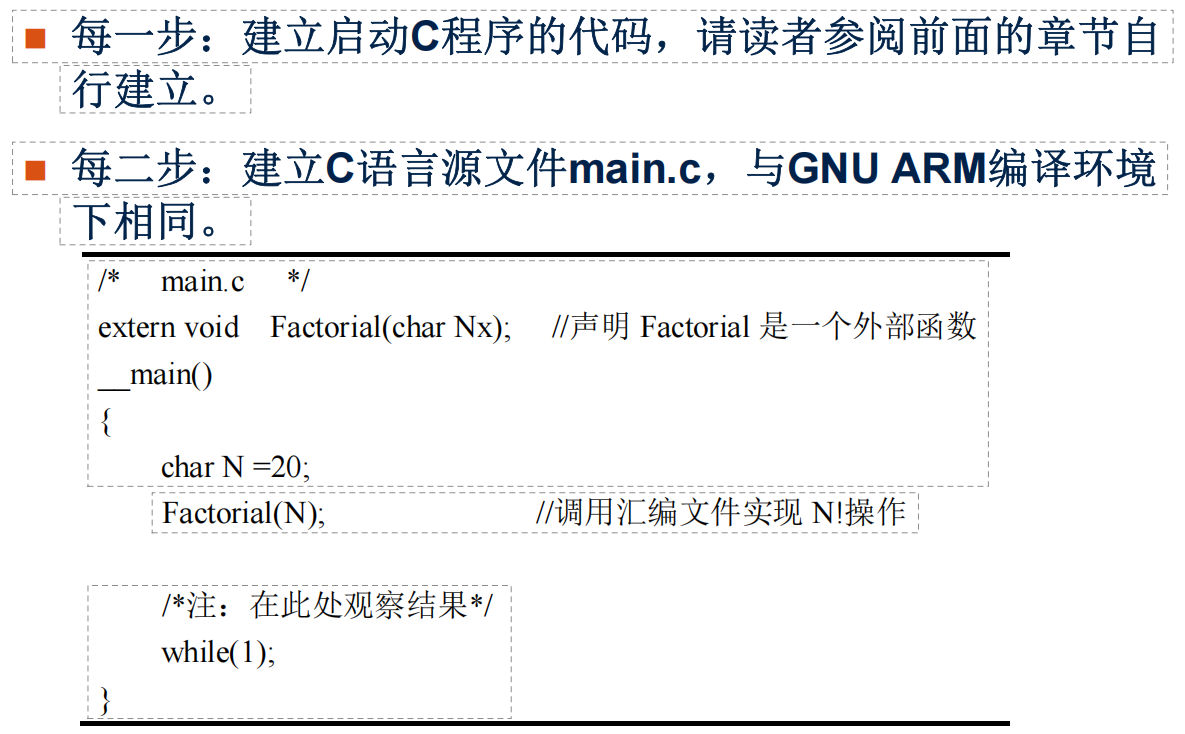 每一步：建立启动C程序的代码，请读者参阅前面的章节自
行建立。
每二步：建立C语言源文件main.c，与GNU ARM编译环境
下相同。
/* main.c */
extern void Factorial(char Nx); //声明 Factorial 是一个外部函数
__main()
{
char N =20;
Factorial(N); //调用汇编文件实现 N!操作
/*注：在此处观察结果*/
while(1);
}